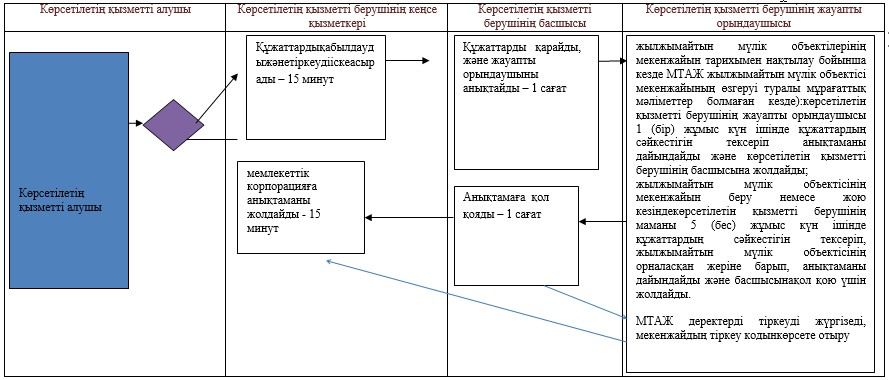 Көрсетілетің қызметті алушы
Көрсетілетің қызметті берушінің кеңсе
қызметкері
Көрсетілетің қызметті
берушінің басшысы
Көрсетілетің қызметті берушінің жауапты
орындаушысы
Көрсетілетің
қызметті алушы
Құжаттардықабылдауд
ыжәнетіркеудііскеасыр
ады – 15 минут
мемлекеттік
корпорацияға
анықтаманы
жолдайды - 15
минут
Құжаттарды қарайды,
және жауапты
орындаушыны
анықтайды – 1 сағат
Анықтамаға қол
қояды – 1 сағат
жылжымайтын мүлік объектілерінің
мекенжайын тарихымен нақтылау бойынша
кезде МТАЖ жылжымайтын мүлік объектісі
мекенжайының өзгеруі туралы мұрағаттық
мәліметтер болмаған кезде):көрсетілетін
қызметті берушінің жауапты орындаушысы
1 (бір) жұмыс күн ішінде құжаттардың
сәйкестігін тексеріп анықтаманы
дайындайды және көрсетілетін қызметті
берушінің басшысына жолдайды;
жылжымайтын мүлік объектісінің
мекенжайын беру немесе жою
кезіндекөрсетілетін қызметті берушінің
маманы 5 (бес) жұмыс күн ішінде
құжаттардың сәйкестігін тексеріп,
жылжымайтын мүлік объектісінің
орналасқан жеріне барып, анықтаманы
дайындайды және басшысынақол қою үшін
жолдайды.
МТАЖ деректерді тіркеуді жүргізеді,
мекенжайдың тіркеу кодынкөрсете отыру